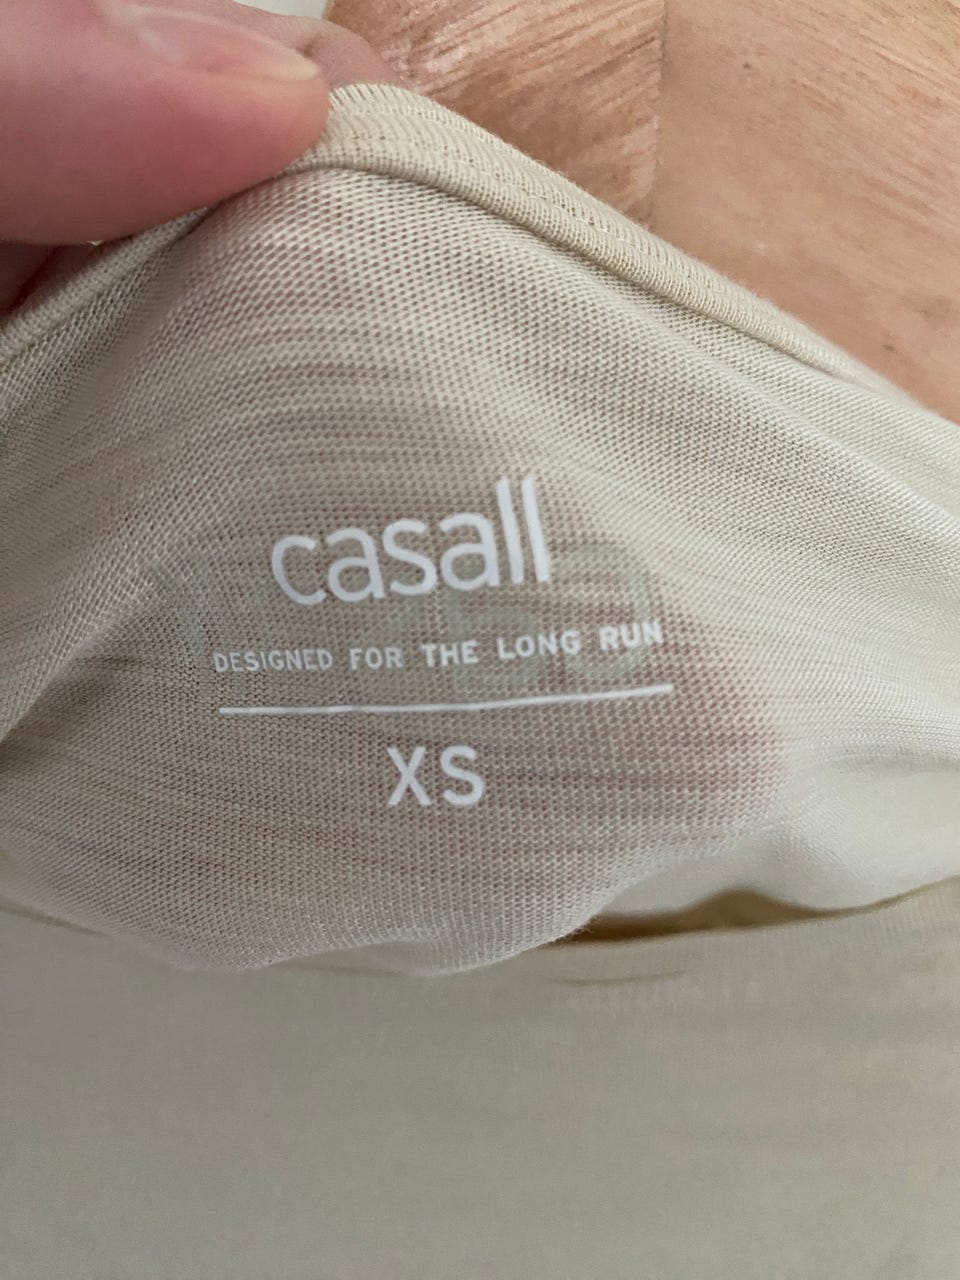 casall
DESIGNED FOR THE LONG RUN
XS